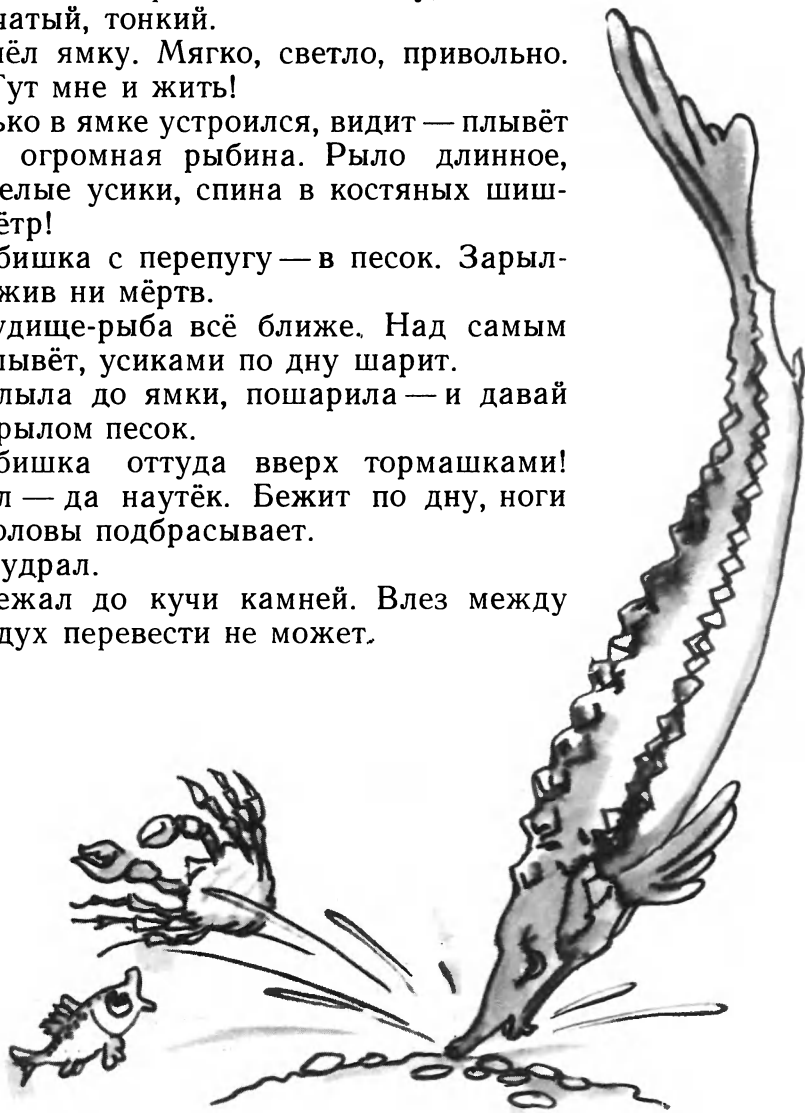 чатый, тонкий.
ёл ямку. Мягко, светло, привольно.
Тут мне и жить!
ько в ямке устроился, видит — плывёт
огромная рыбина. Рыло длинное,
елые усики, спина в костяных шиш-
ётр!
бишка с перепугу — в песок. Зарыл-
жив ни мёртв.
удище-рыба всё ближе. Над самым
лывёт, усиками по дну шарит.
лыла до ямки, пошарила — и давай
рылом песок.
бишка оттуда вверх тормашками!
л — да наутёк. Бежит по дну, ноги
оловы подбрасывает.
удрал.
ежал до кучи камней. Влез между
дух перевести не может.